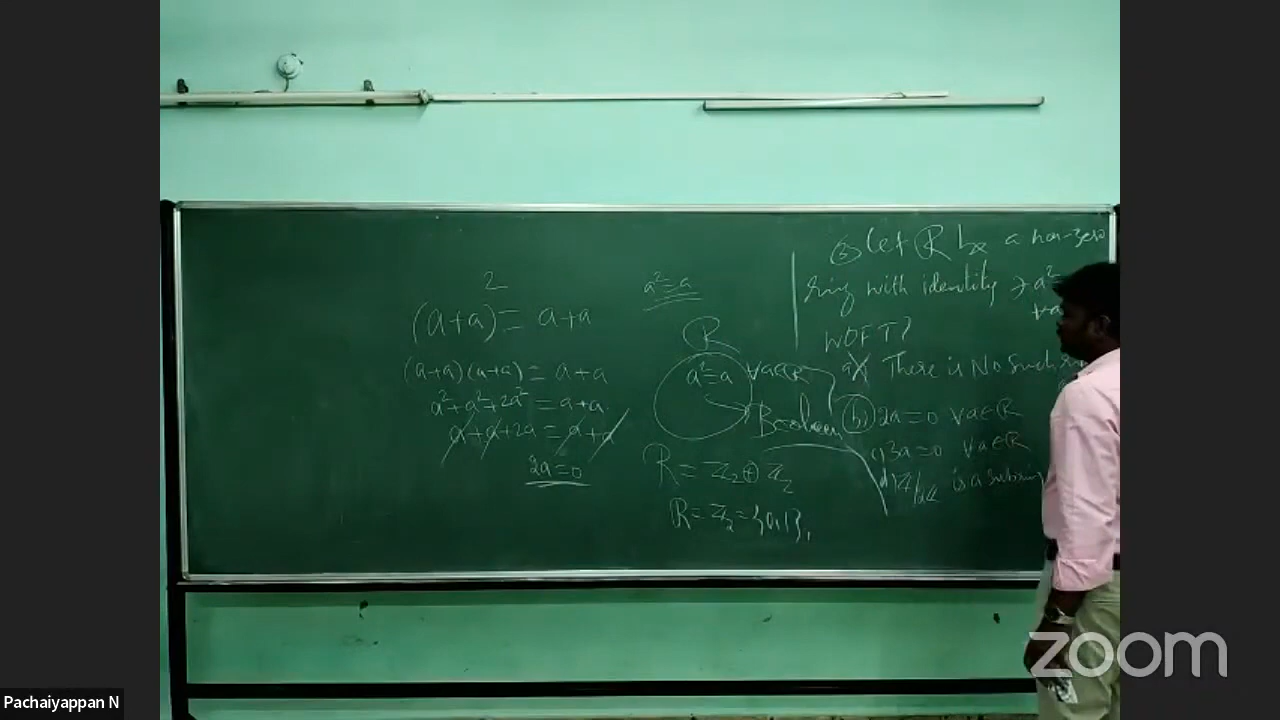 (a+a)² = a+a
(a+a)(a+a) = a+a
a²+a²+2a² = a+a
a+a+2a = a+a
2a=0
a²=a
R
a²=a ∀a∈R
Boolean
R = Z₂⊕Z₂
R = Z₂ = {0,1},
Let R be a non-zero
ring with identity ∋ a²
∀a
WOFT?
a) There is No such
b) 2a=0 ∀a∈R
c) 3a=0 ∀a∈R
d) Z/ is a subring
Pachaiyappan N
zoom